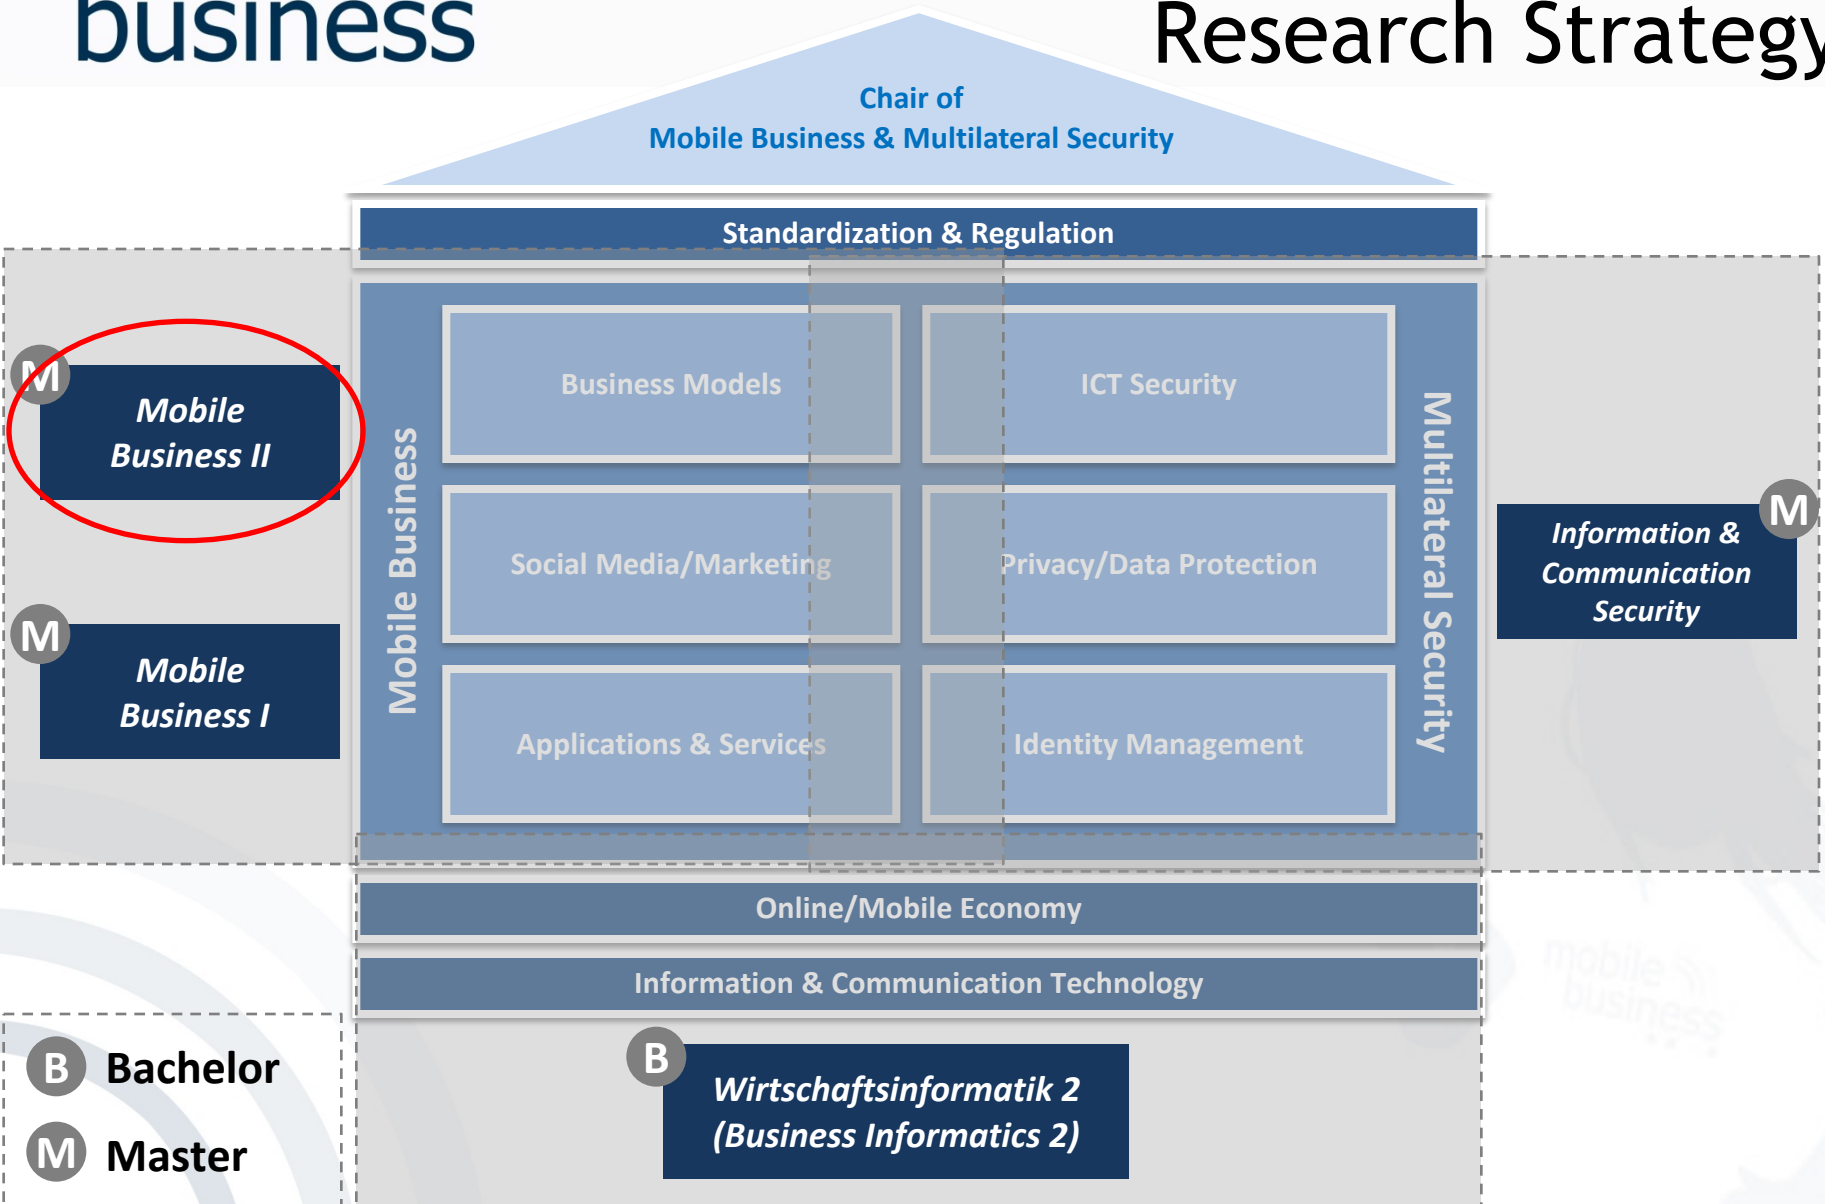 business
Research Strategy
Chair of
Mobile Business & Multilateral Security
Standardization & Regulation
M
Mobile
Business II
M
Mobile
Business I
Mobile Business
Business Models
ICT Security
Social Media/Marketing
Privacy/Data Protection
Applications & Services
Identity Management
Multilateral Security
M
Information &
Communication
Security
Online/Mobile Economy
Information & Communication Technology
mobile
business
B
Wirtschaftsinformatik 2
(Business Informatics 2)
B Bachelor
M Master